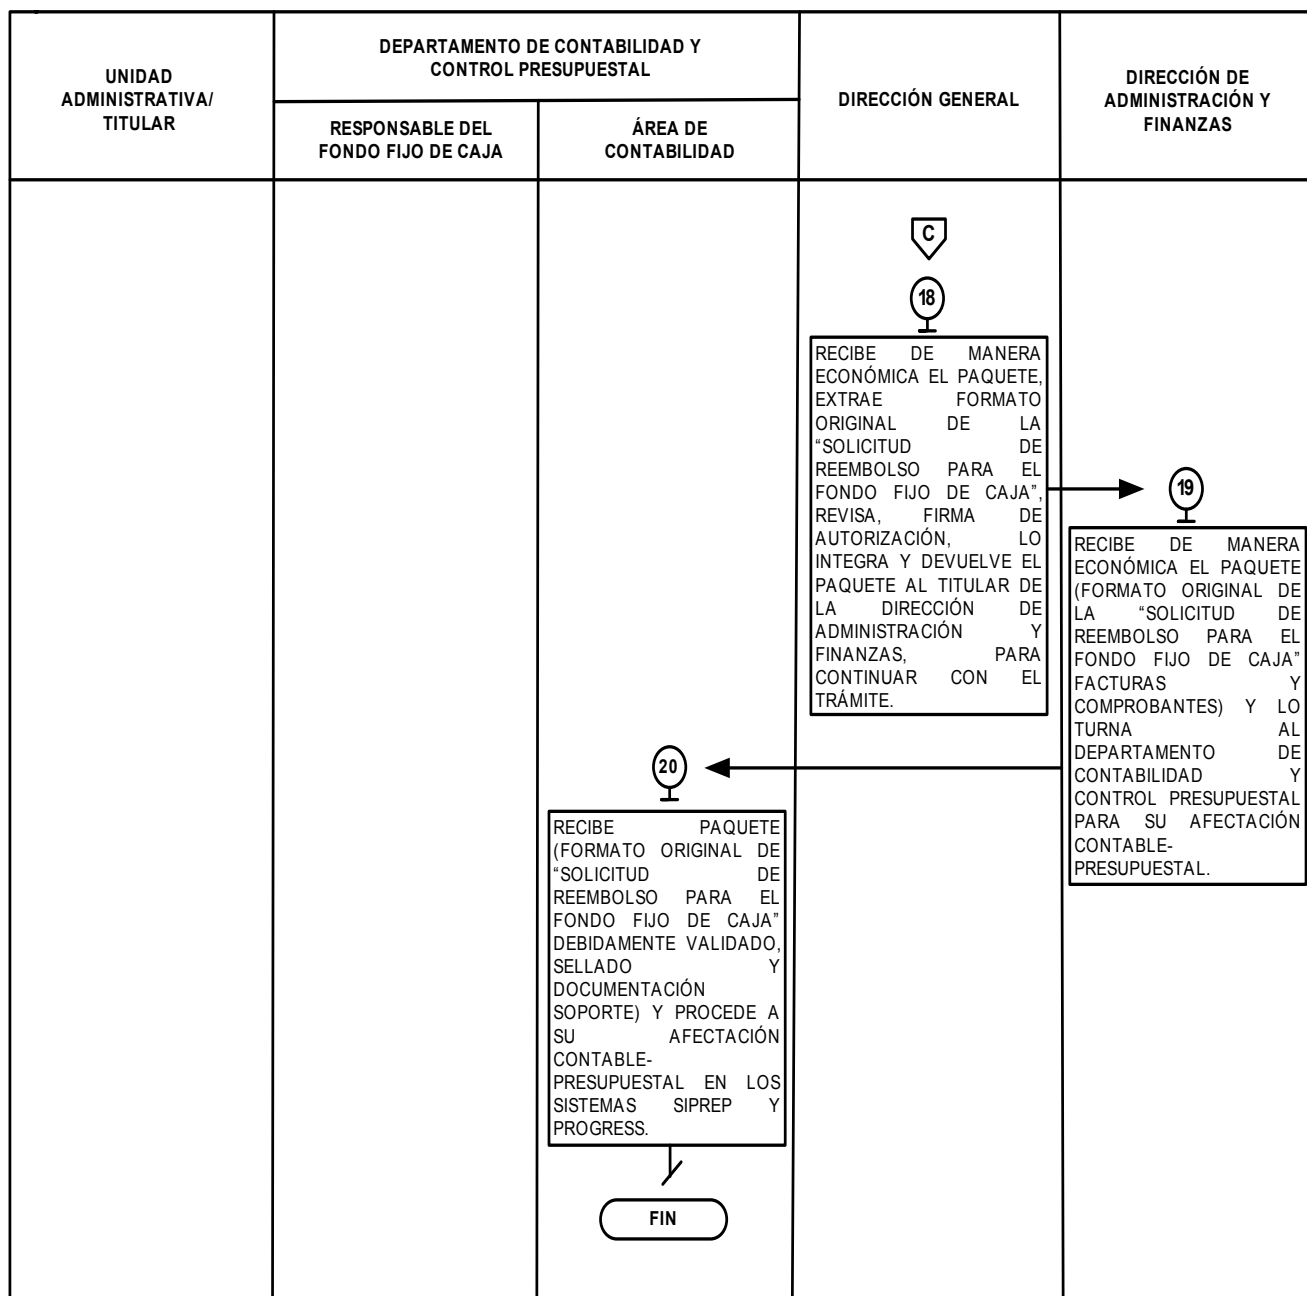 UNIDAD
ADMINISTRATIVA/
TITULAR
DEPARTAMENTO DE CONTABILIDAD Y
CONTROL PRESUPUESTAL
RESPONSABLE DEL
FONDO FIJO DE CAJA
ÁREA DE
CONTABILIDAD
DIRECCIÓN GENERAL
DIRECCIÓN DE
ADMINISTRACIÓN Y
FINANZAS
C
18
RECIBE DE MANERA
ECONÓMICA EL PAQUETE,
EXTRAE FORMATO
ORIGINAL DE LA
“SOLICITUD DE
REEMBOLSO PARA EL
FONDO FIJO DE CAJA”,
REVISA, FIRMA DE
AUTORIZACIÓN, LO
INTEGRA Y DEVUELVE EL
PAQUETE AL TITULAR DE
LA DIRECCIÓN DE
ADMINISTRACIÓN Y
FINANZAS, PARA
CONTINUAR CON EL
TRÁMITE.
19
RECIBE DE MANERA
ECONÓMICA EL PAQUETE
(FORMATO ORIGINAL DE
LA “SOLICITUD DE
REEMBOLSO PARA EL
FONDO FIJO DE CAJA”
FACTURAS Y
COMPROBANTES) Y LO
TURNA AL
DEPARTAMENTO DE
CONTABILIDAD Y
CONTROL PRESUPUESTAL
PARA SU AFECTACIÓN
CONTABLE-
PRESUPUESTAL.
20
RECIBE PAQUETE
(FORMATO ORIGINAL DE
“SOLICITUD DE
REEMBOLSO PARA EL
FONDO FIJO DE CAJA”
DEBIDAMENTE VALIDADO,
SELLADO Y
DOCUMENTACIÓN
SOPORTE) Y PROCEDE A
SU AFECTACIÓN
CONTABLE-
PRESUPUESTAL EN LOS
SISTEMAS SIPREP Y
PROGRESS.
FIN